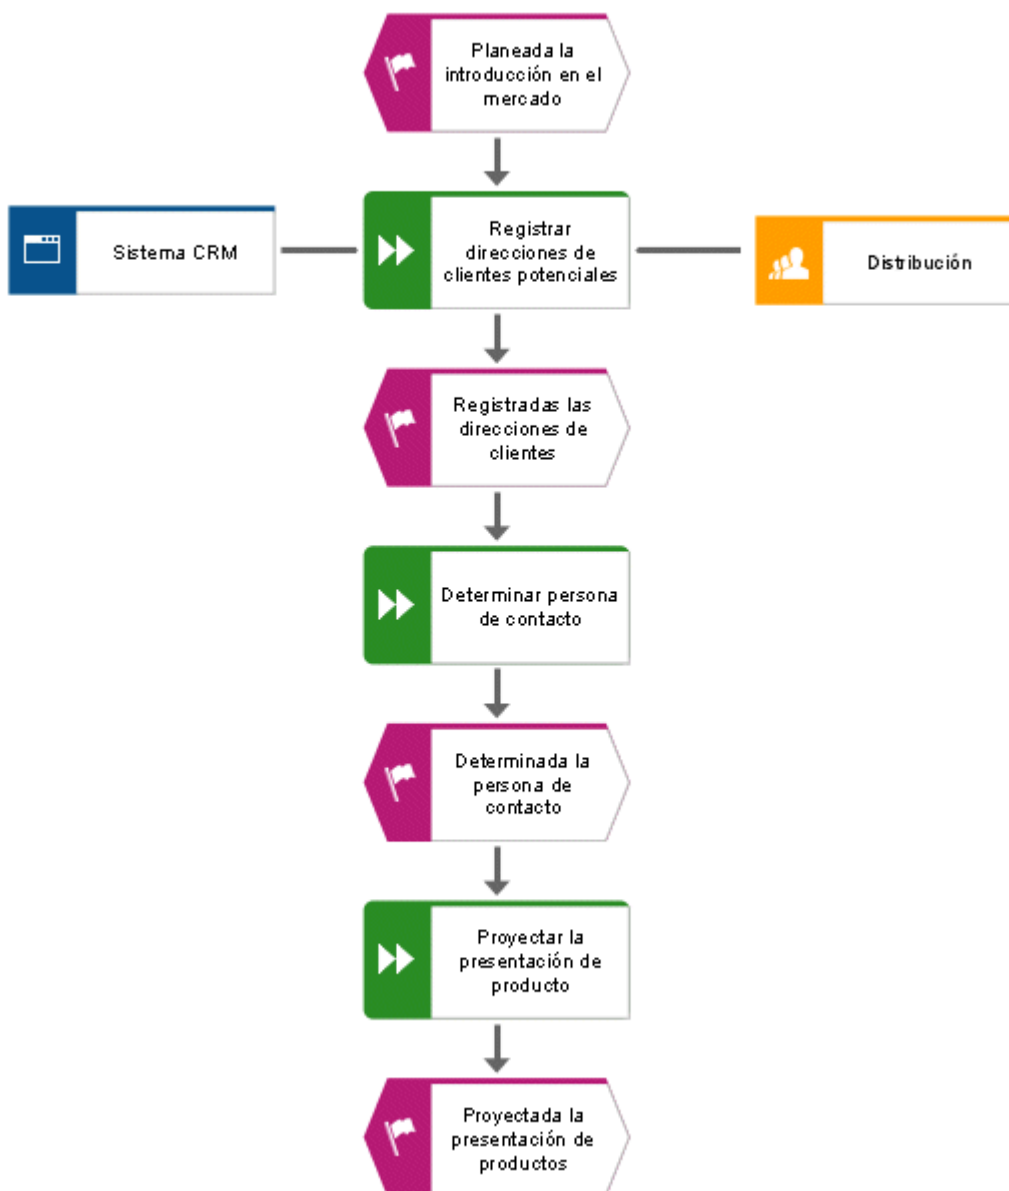 Planeada la
introducción en el
mercado
Sistema CRM
Registrar
direcciones de
clientes potenciales
Distribución
Registradas las
direcciones de
clientes
Determinar persona
de contacto
Determinada la
persona de
contacto
Proyectar la
presentación de
producto
Proyectada la
presentación de
productos